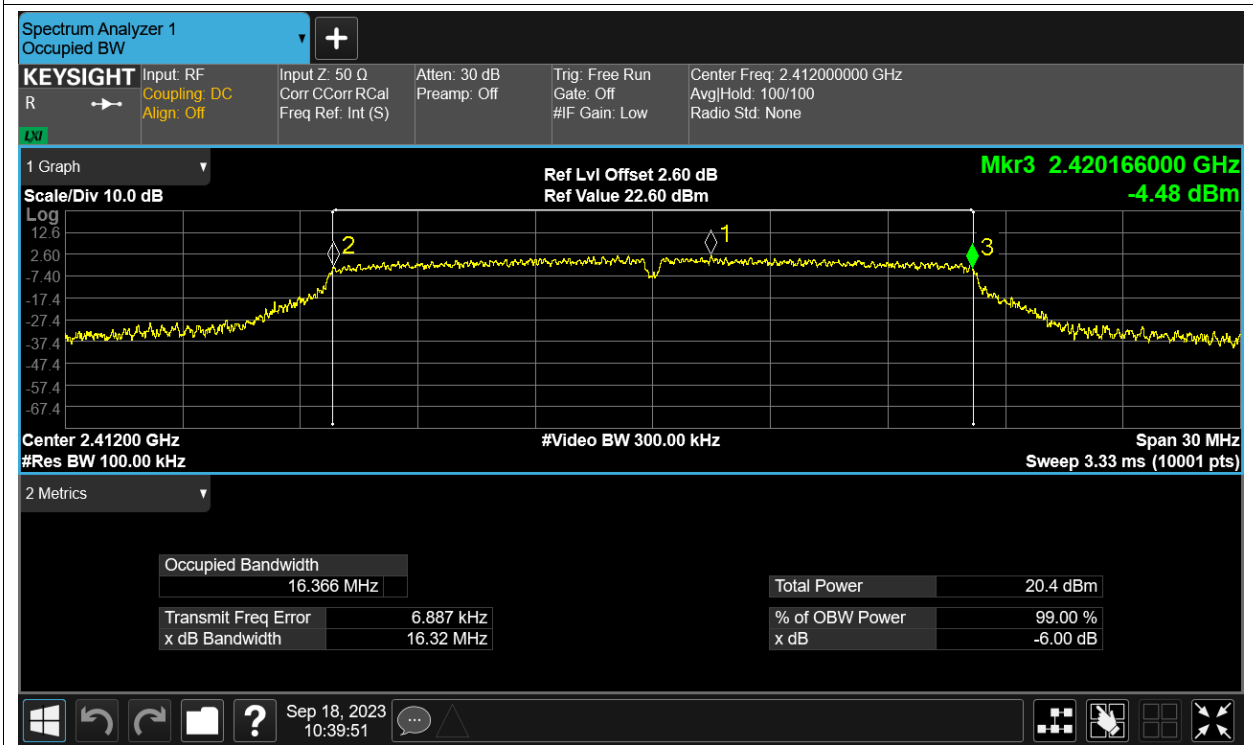 Spectrum Analyzer 1
Occupied BW
KEYSIGHT
R
LXI
Input: RF
Coupling: DC
Align: Off
Input Z: 50 Ω
Corr CCorr RCal
Freq Ref: Int (S)
Atten: 30 dB
Preamp: Off
Trig: Free Run
Gate: Off
#IF Gain: Low
Center Freq: 2.412000000 GHz
Avg|Hold: 100/100
Radio Std: None
1 Graph
Scale/Div 10.0 dB
Ref Lvl Offset 2.60 dB
Ref Value 22.60 dBm
Mkr3 2.420166000 GHz
-4.48 dBm
Log
12.6
2.60
-7.40
-17.4
-27.4
-37.4
-47.4
-57.4
-67.4
2
1
3
Center 2.41200 GHz
#Res BW 100.00 kHz
#Video BW 300.00 kHz
Span 30 MHz
Sweep 3.33 ms (10001 pts)
2 Metrics
Occupied Bandwidth
16.366 MHz
Transmit Freq Error 6.887 kHz
x dB Bandwidth 16.32 MHz
Total Power 20.4 dBm
% of OBW Power 99.00 %
x dB -6.00 dB
?
Sep 18, 2023
10:39:51